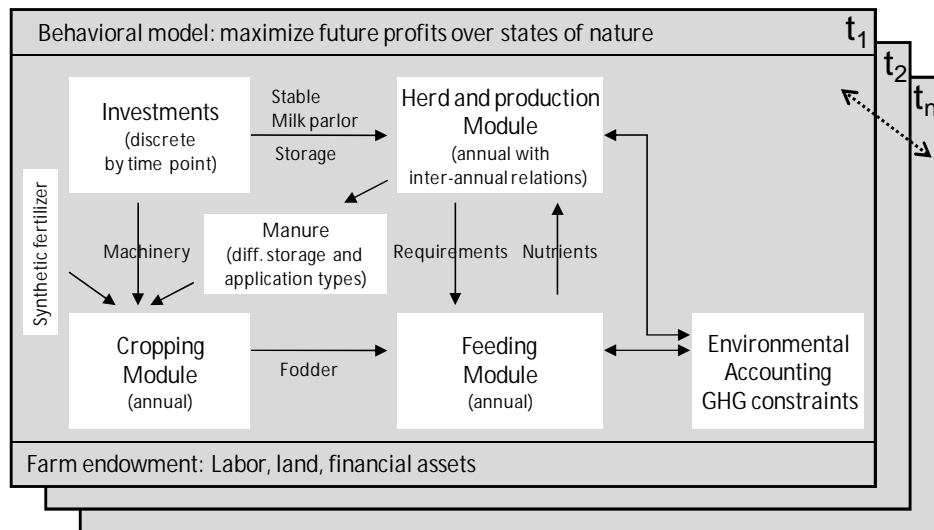 Behavioral model: maximize future profits over states of nature
t1
t2
tn
Investments
(discrete
by time point)
Stable
Milk parlor
Storage
Herd and production
Module
(annual with
inter-annual relations)
Synthetic fertilizer
Machinery
Manure
(diff. storage and
application types)
Requirements
Nutrients
Cropping
Module
(annual)
Fodder
Feeding
Module
(annual)
Environmental
Accounting
GHG constraints
Farm endowment: Labor, land, financial assets